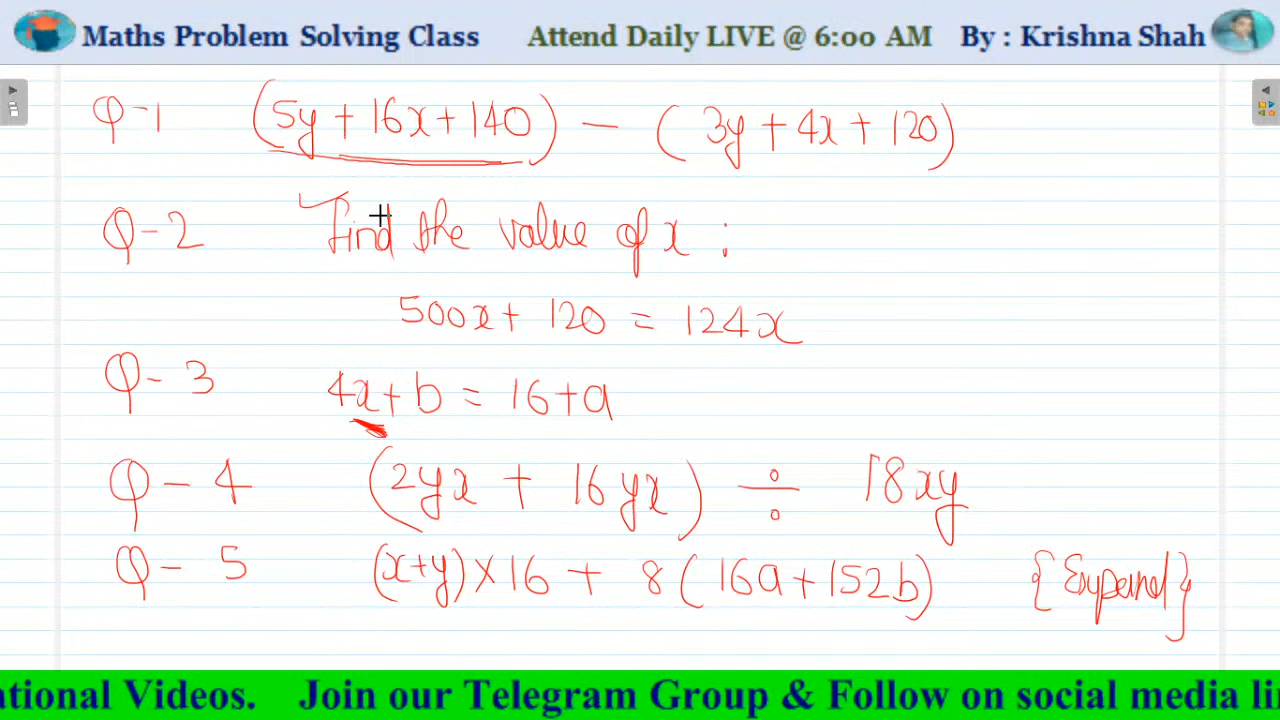 Maths Problem Solving Class Attend Daily LIVE @ 6:00 AM By : Krishna Shah
Q-1 (5y + 16x + 140) - (3y + 4x + 120)
Q-2 Find the value of x :
500x + 120 = 124x
Q-3 4x + b = 16 + a
Q-4 (2yx + 16yx) ÷ 18xy
Q-5 (x+y) × 16 + 8(16a + 152b) {Expand}
ational Videos. Join our Telegram Group & Follow on social media li